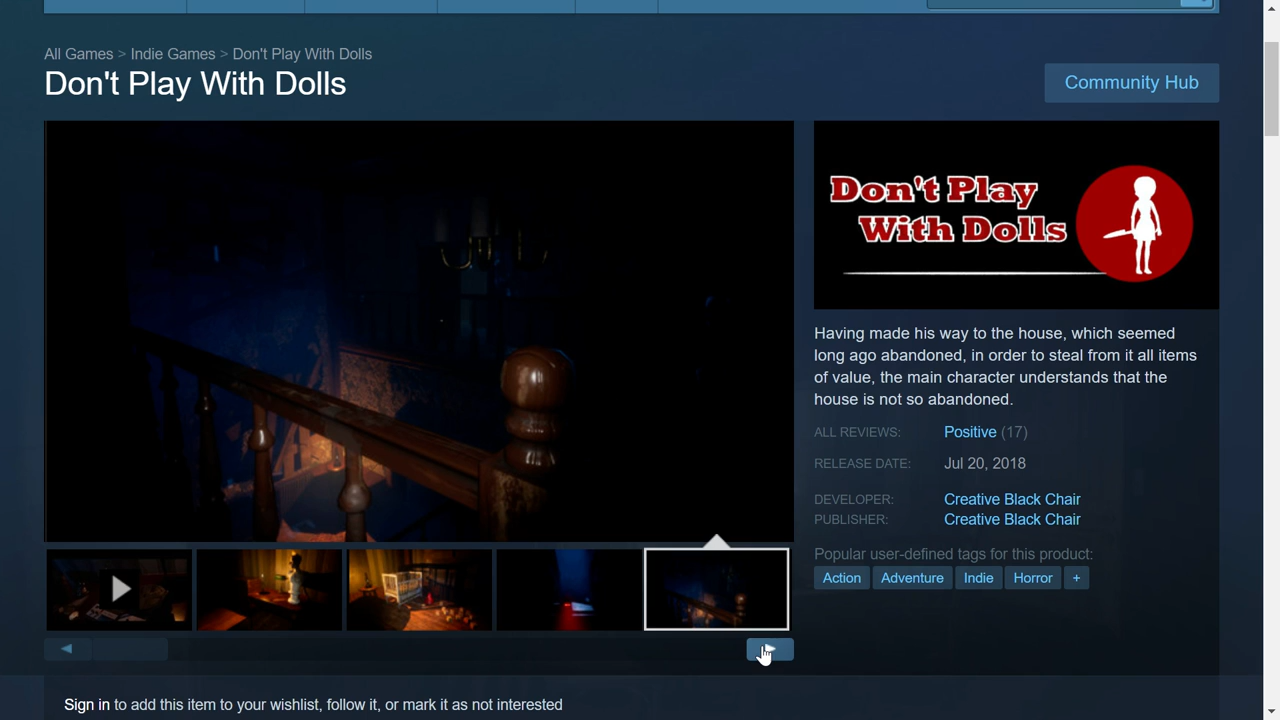 All Games > Indie Games > Don't Play With Dolls
Don't Play With Dolls
Community Hub
Don't Play
With Dolls
Having made his way to the house, which seemed
long ago abandoned, in order to steal from it all items
of value, the main character understands that the
house is not so abandoned.
ALL REVIEWS: Positive (17)
RELEASE DATE: Jul 20, 2018
DEVELOPER: Creative Black Chair
PUBLISHER: Creative Black Chair
Popular user-defined tags for this product:
Action Adventure Indie Horror +
Sign in to add this item to your wishlist, follow it, or mark it as not interested